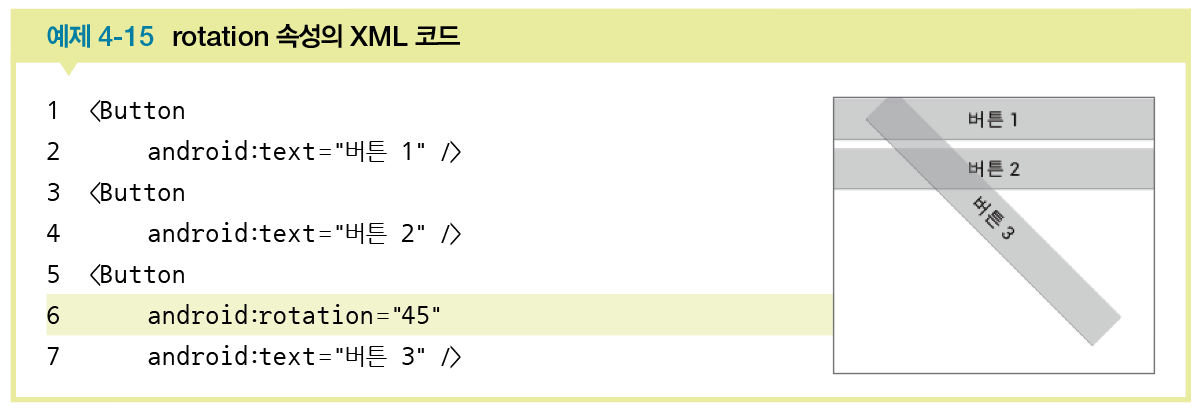 예제 4-15 rotation 속성의 XML 코드
1 <Button
2 android:text="버튼 1" />
3 <Button
4 android:text="버튼 2" />
5 <Button
6 android:rotation="45"
7 android:text="버튼 3" />
버튼 1
버튼 2
버튼 3